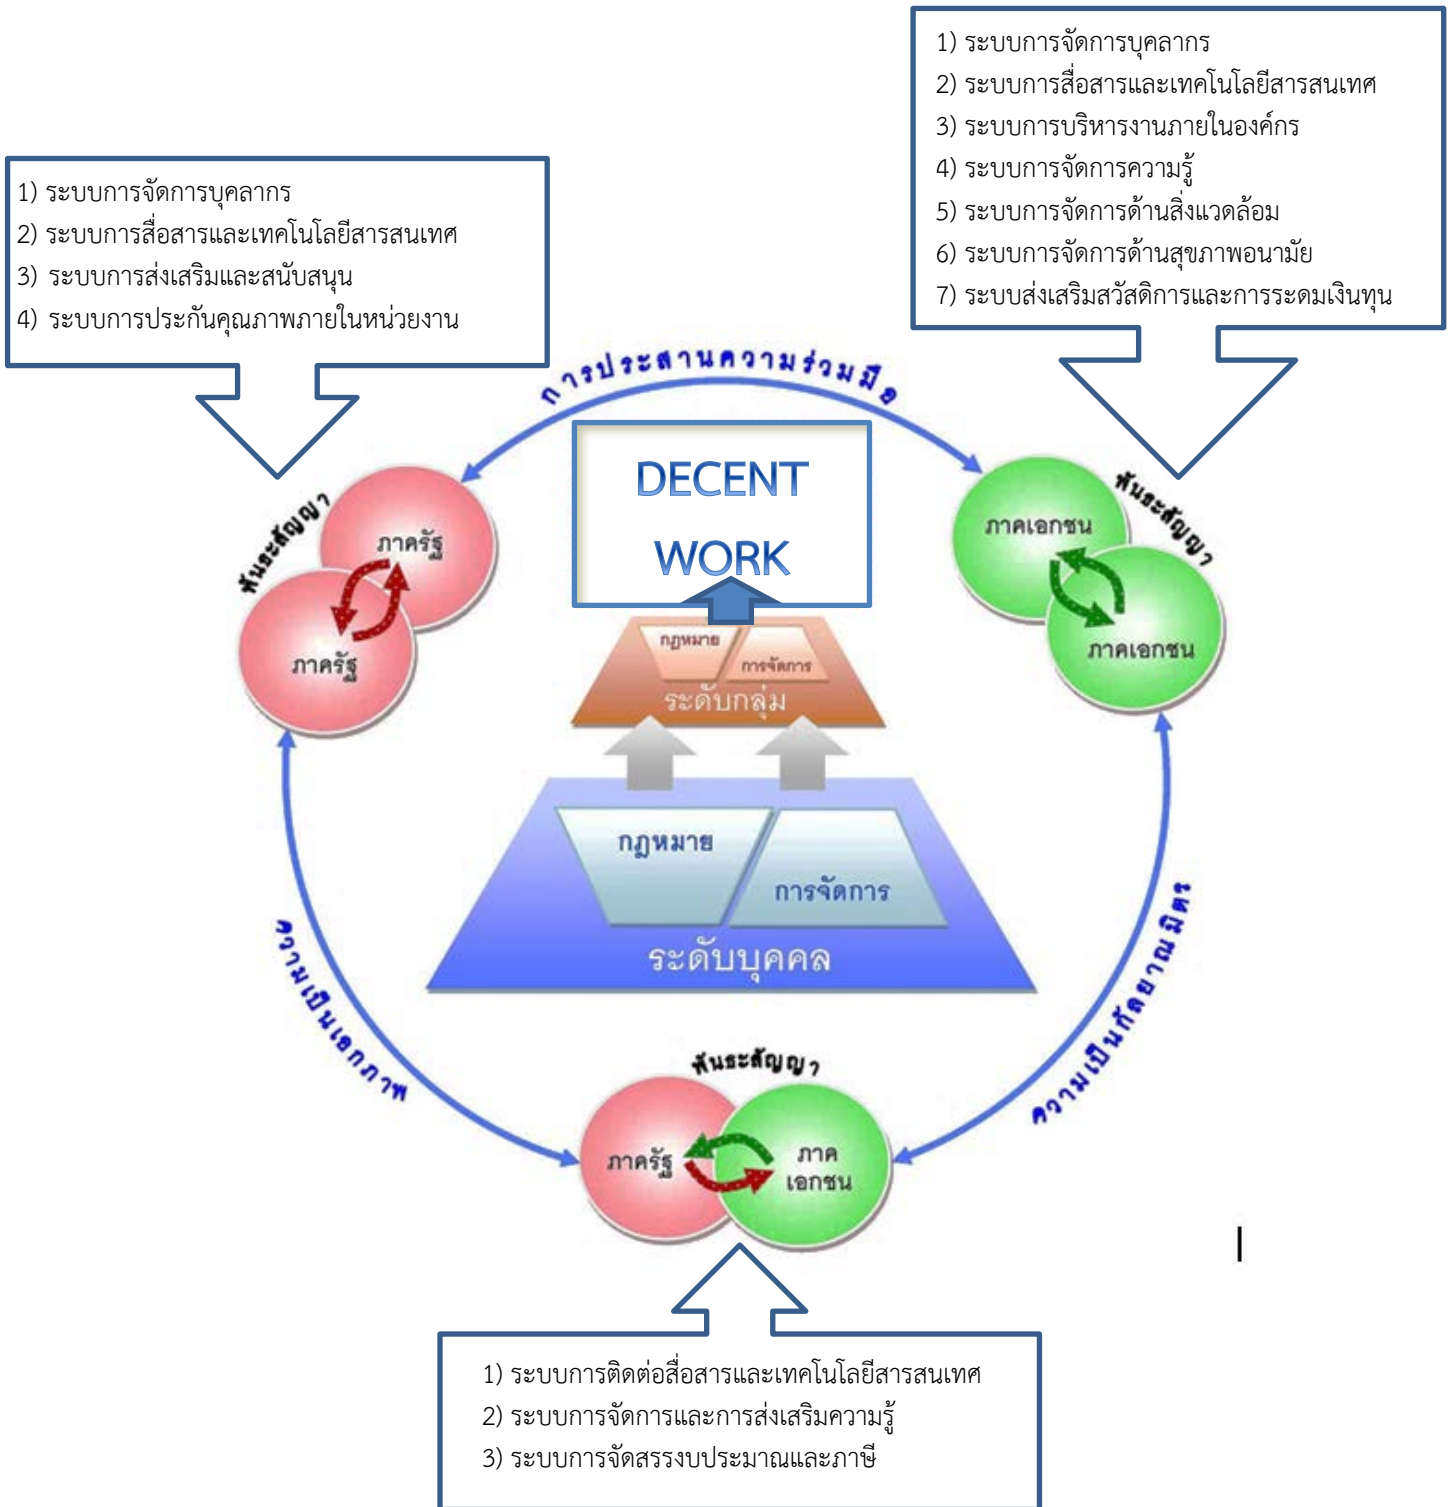 1) ระบบการจัดการบุคลากร
2) ระบบการสื่อสารและเทคโนโลยีสารสนเทศ
3) ระบบการบริหารงานภายในองค์กร
4) ระบบการจัดการความรู้
5) ระบบการจัดการด้านสิ่งแวดล้อม
6) ระบบการจัดการด้านสุขภาพอนามัย
7) ระบบส่งเสริมสวัสดิการและการระดมเงินทุน
1) ระบบการจัดการบุคลากร
2) ระบบการสื่อสารและเทคโนโลยีสารสนเทศ
3) ระบบการส่งเสริมและสนับสนุน
4) ระบบการประกันคุณภาพภายในหน่วยงาน
การประสานความร่วมมือ
DECENT
WORK
พันธะสัญญา
ภาครัฐ
ภาครัฐ
พันธะสัญญา
ภาคเอกชน
ภาคเอกชน
กฎหมาย
การจัดการ
ระดับกลุ่ม
กฎหมาย
การจัดการ
ระดับบุคคล
ความเป็นเอกภาพ
ความเป็นกัลยาณมิตร
พันธะสัญญา
ภาครัฐ
ภาค
เอกชน
1) ระบบการติดต่อสื่อสารและเทคโนโลยีสารสนเทศ
2) ระบบการจัดการและการส่งเสริมความรู้
3) ระบบการจัดสรรงบประมาณและภาษี